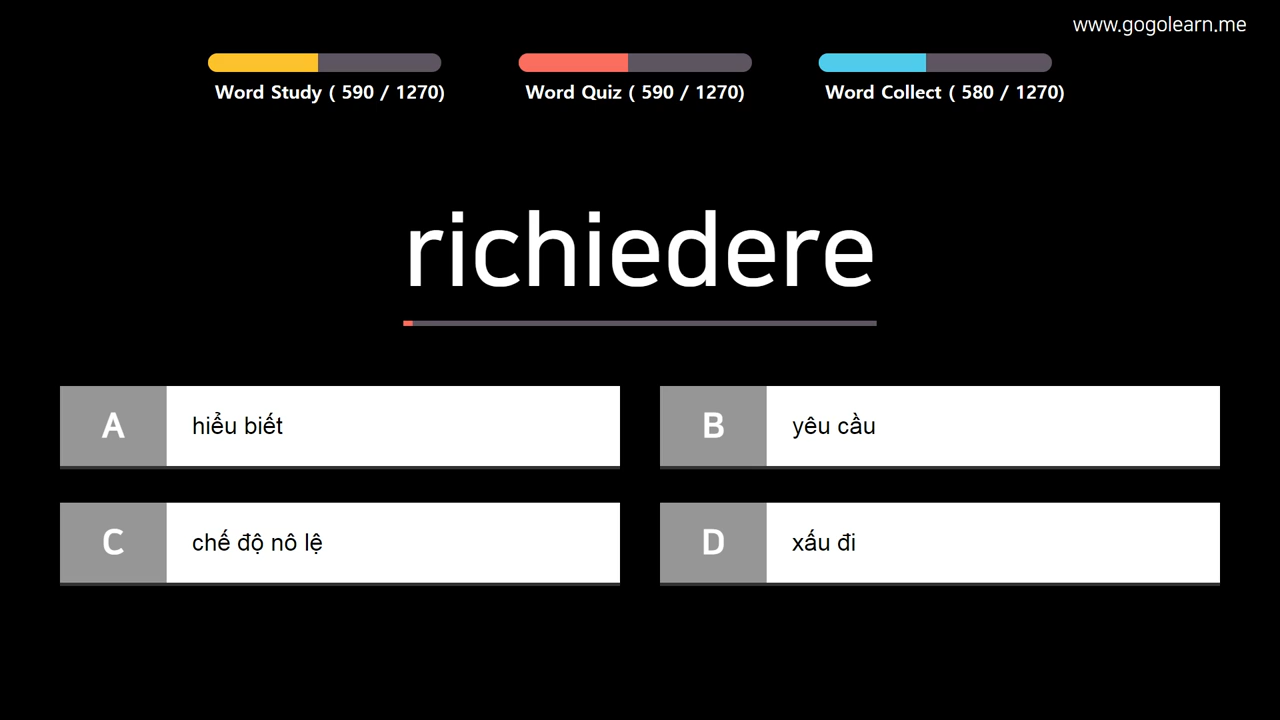 www.gogolearn.me
Word Study ( 590 / 1270)
Word Quiz ( 590 / 1270)
Word Collect ( 580 / 1270)
richiedere
A hiểu biết
B yêu cầu
C chế độ nô lệ
D xấu đi